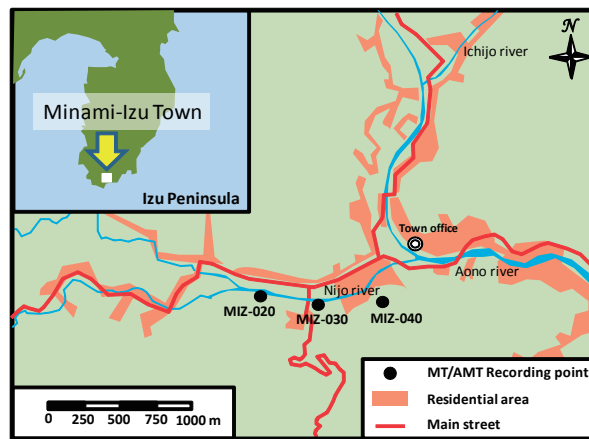 N
Ichijo river
Minami-Izu Town
Izu Peninsula
Town office
Aono river
Nijo river
MIZ-020
MIZ-030
MIZ-040
MT/AMT Recording point
Residential area
Main street
0 250 500 1000 m